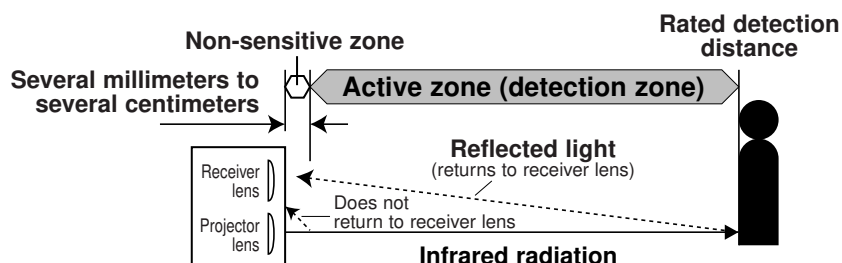 Rated detection
distance
Non-sensitive zone
Several millimeters to
several centimeters
Active zone (detection zone)
Reflected light
(returns to receiver lens)
Receiver
lens
Does not
return to receiver lens
Projector
lens
Infrared radiation